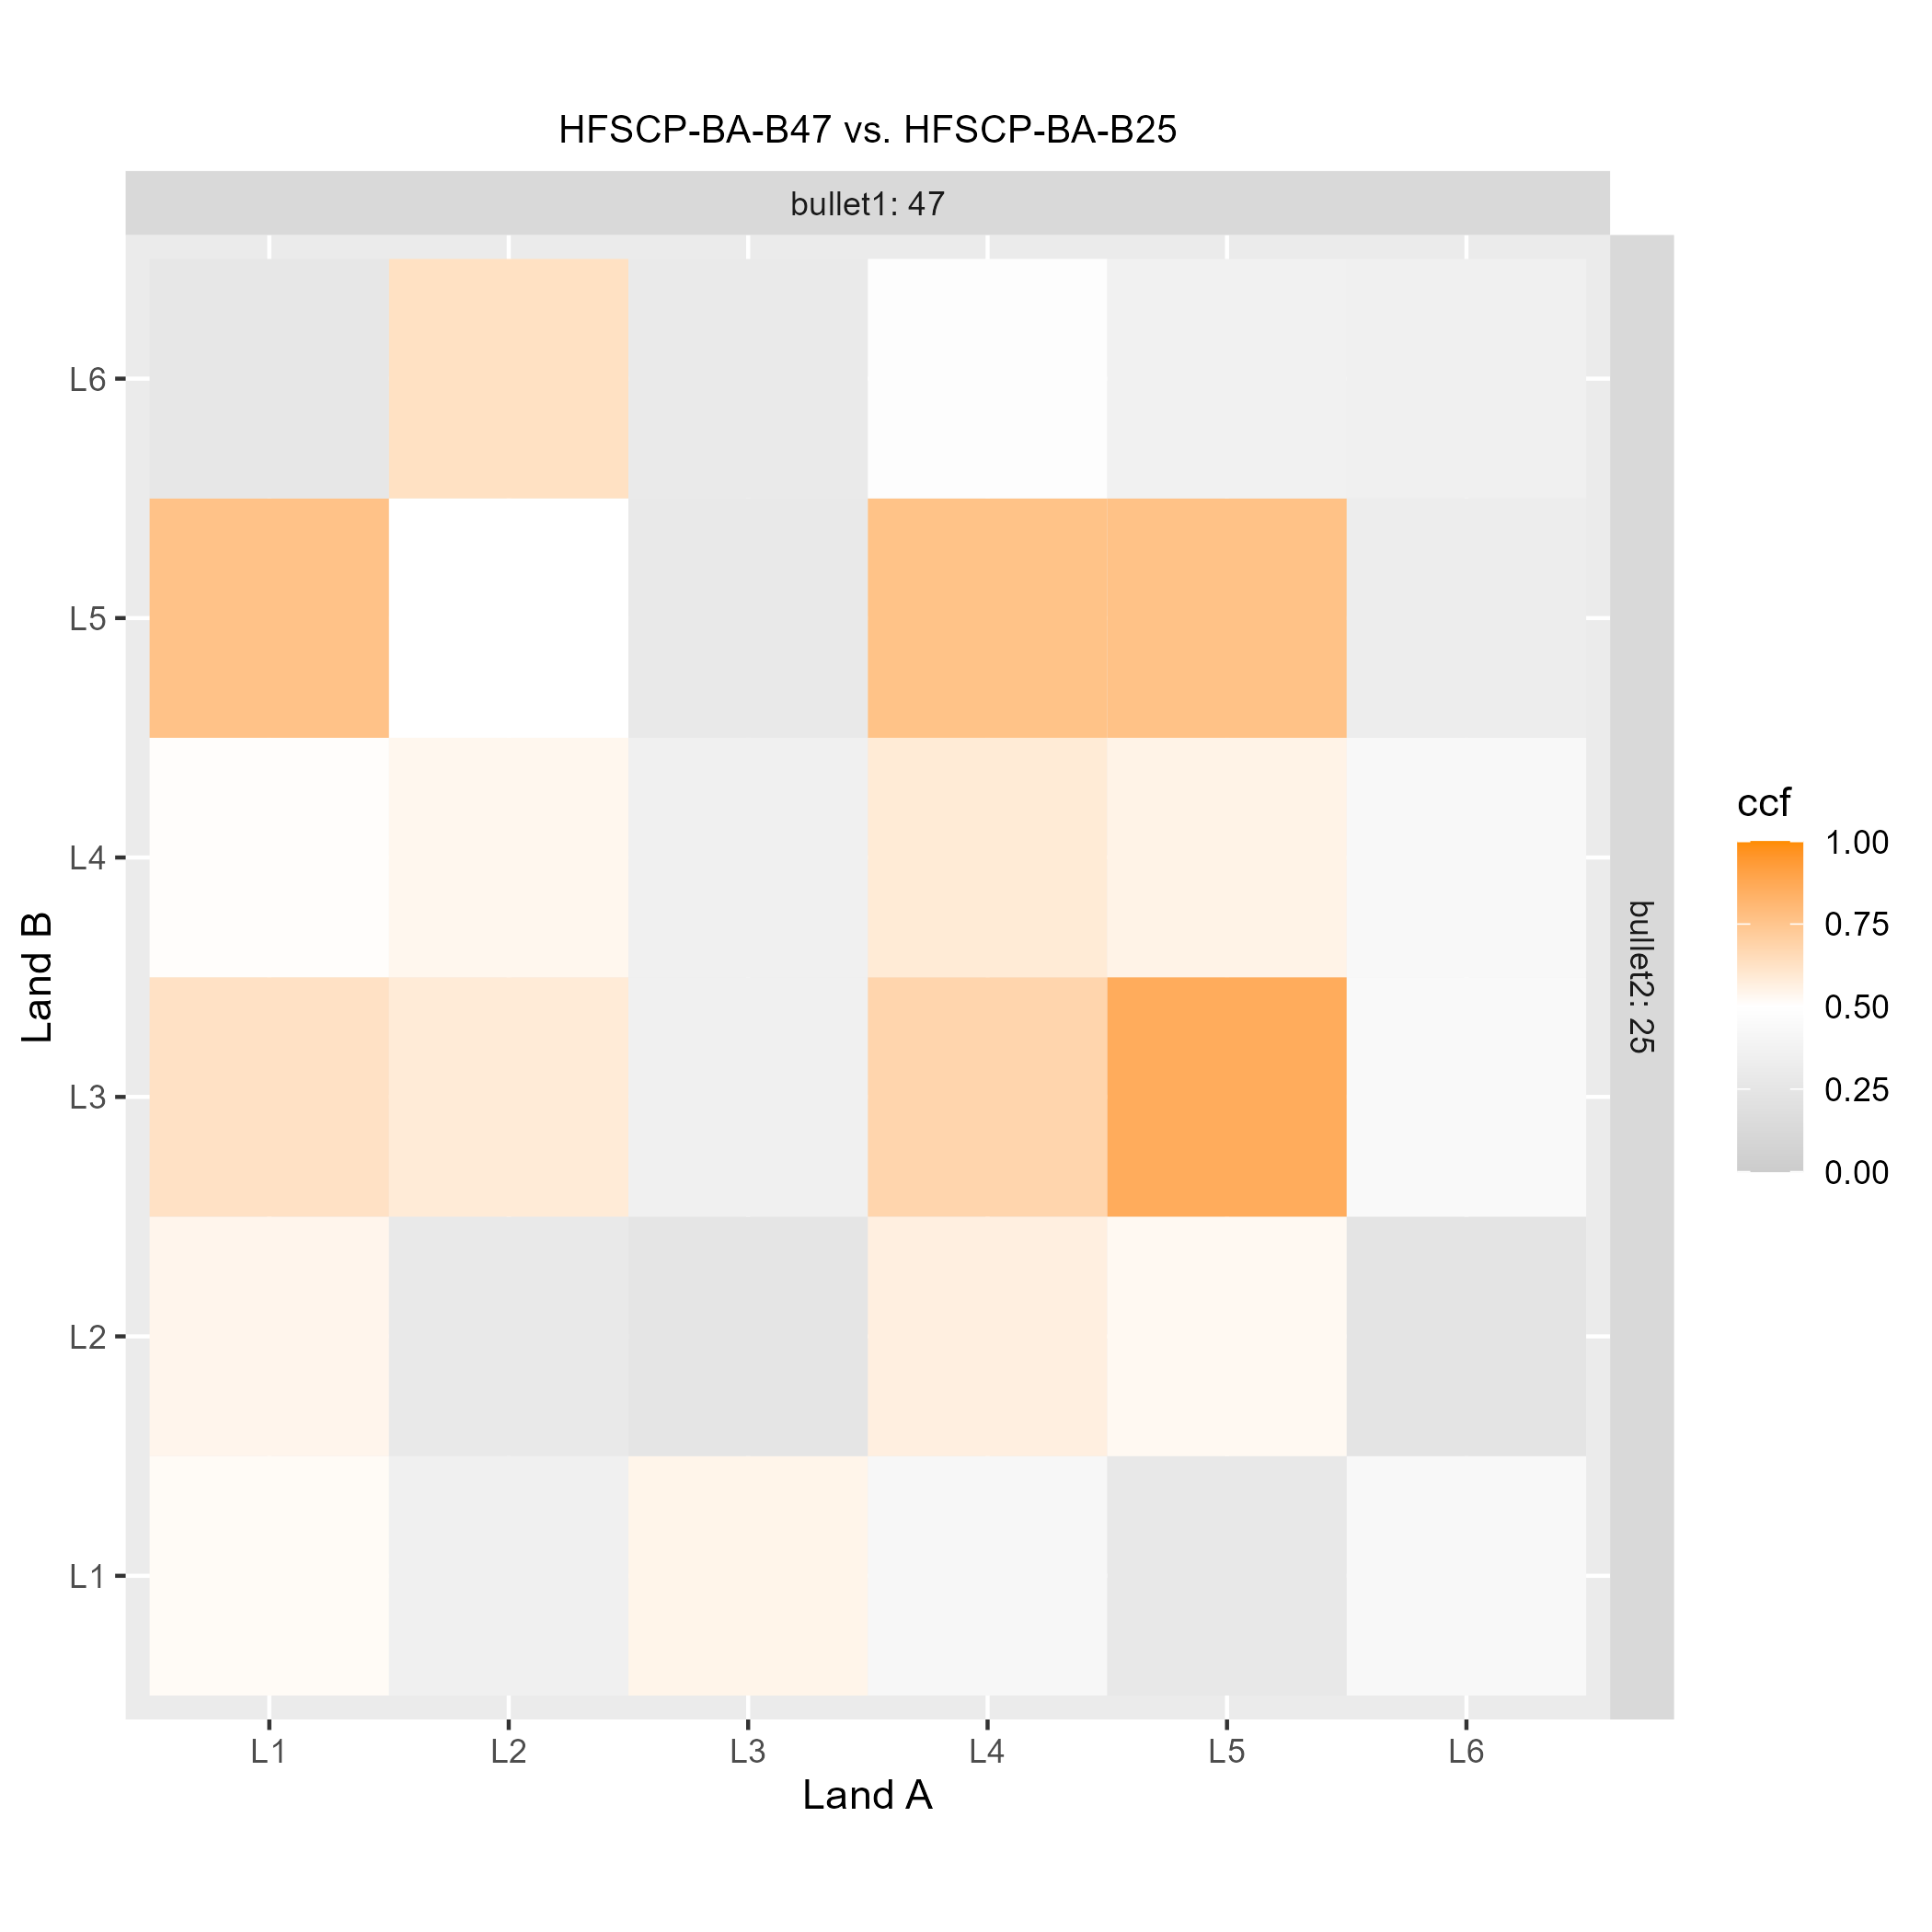 HFSCP-BA-B47 vs. HFSCP-BA-B25
bullet1: 47
L6
L5
L4
L3
L2
L1
Land B
bullet2: 25
L1 L2 L3 L4 L5 L6
Land A
ccf
1.00
0.75
0.50
0.25
0.00